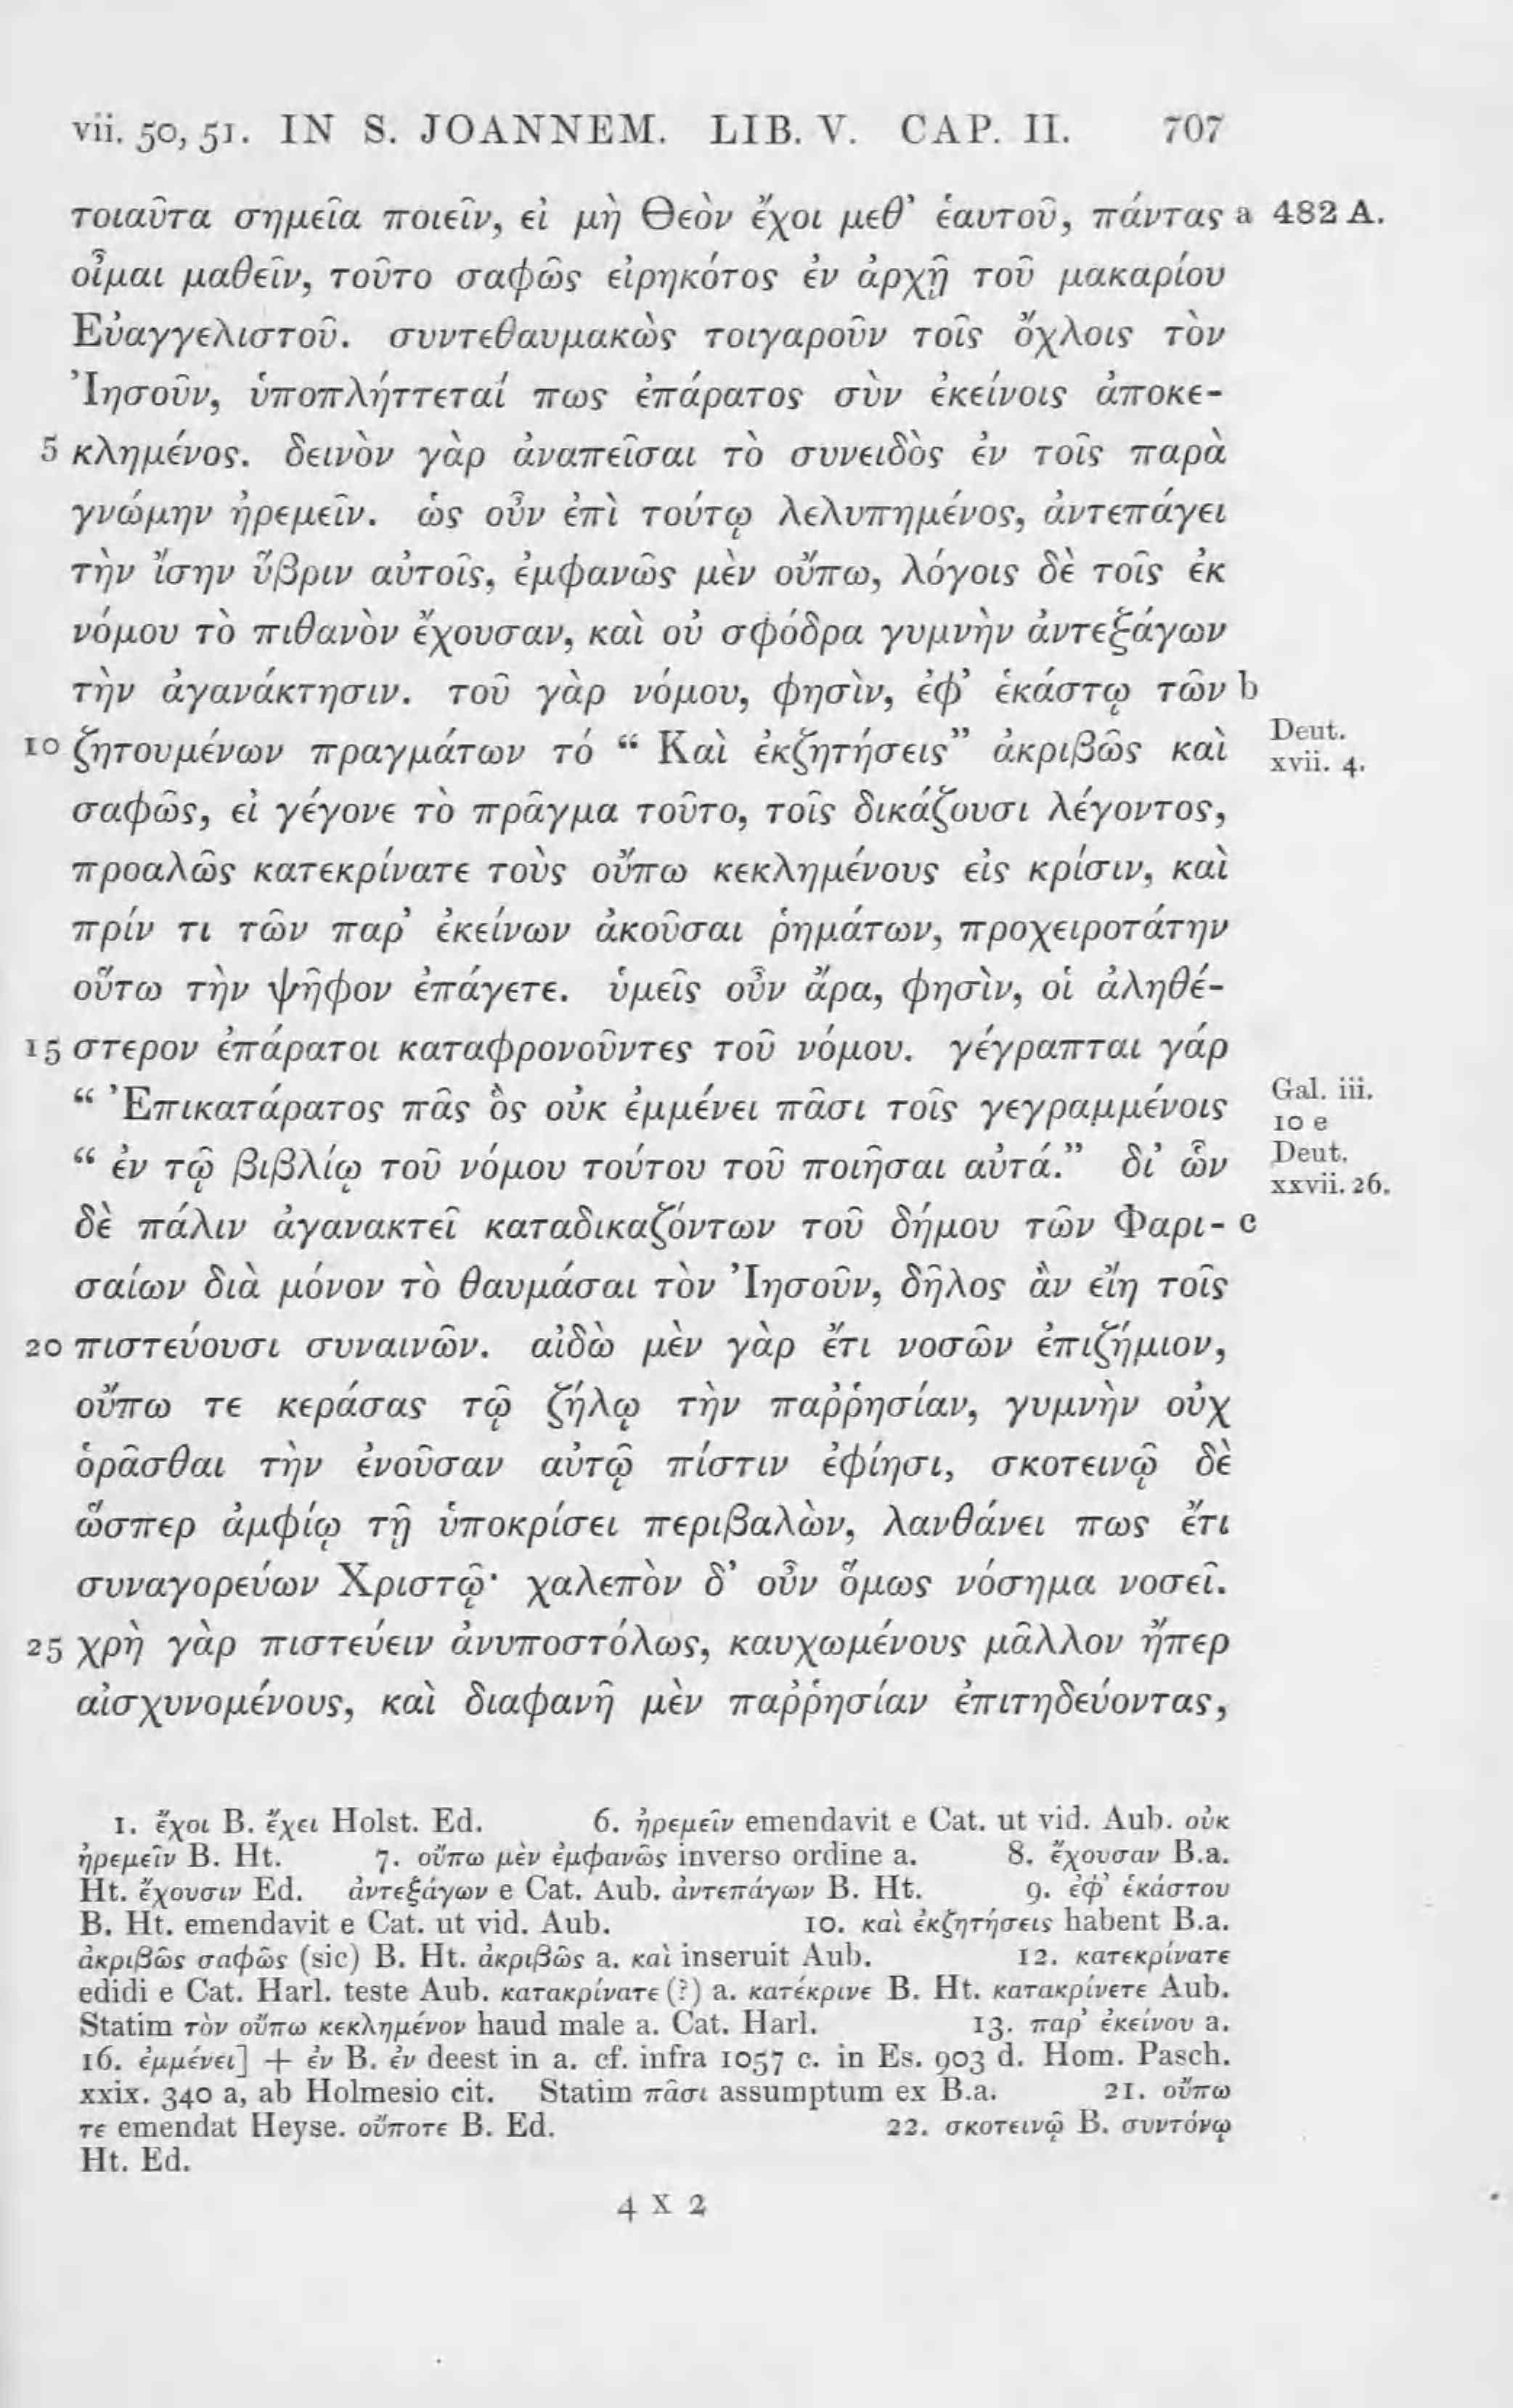 vii. 50, 51. IN S. JOANNEM. LIB. V. CAP. II. 707
τοιαῦτα σημεῖα ποιεῖν, εἰ μὴ Θεὸν ἔχοι μεθ’ ἑαυτοῦ, πάντας a 482 A.
οἶμαι μαθεῖν, τοῦτο σαφῶς εἰρηκότος ἐν ἀρχῇ τοῦ μακαρίου
Εὐαγγελιστοῦ. συντεθαυμακὼς τοιγαροῦν τοῖς ὄχλοις τὸν
Ἰησοῦν, ὑποπλήττεταί πως ἐπάρατος σὺν ἐκείνοις ἀποκε-
5 κλημένος. δεινὸν γὰρ ἀναπεῖσαι τὸ συνειδὸς ἐν τοῖς παρὰ
γνώμην ἠρεμεῖν. ὡς οὖν ἐπὶ τούτῳ λελυπημένος, ἀντεπάγει
τὴν ἴσην ὕβριν αὐτοῖς, ἐμφανῶς μὲν οὔπω, λόγοις δὲ τοῖς ἐκ
νόμου τὸ πιθανὸν ἔχουσαν, καὶ οὐ σφόδρα γυμνὴν ἀντεξάγων
τὴν ἀγανάκτησιν. τοῦ γὰρ νόμου, φησὶν, ἐφ’ ἑκάστῳ τῶν b
10 ζητουμένων πραγμάτων τό “ Καὶ ἐκζητήσεις” ἀκριβῶς καὶ Deut. xvii. 4.
σαφῶς, εἰ γέγονε τὸ πρᾶγμα τοῦτο, τοῖς δικάζουσι λέγοντος,
προαλῶς κατεκρίνατε τοὺς οὔπω κεκλημένους εἰς κρίσιν, καὶ
πρίν τι τῶν παρ’ ἐκείνων ἀκοῦσαι ῥημάτων, προχειροτάτην
οὕτω τὴν ψῆφον ἐπάγετε. ὑμεῖς οὖν ἄρα, φησὶν, οἱ ἀληθέ-
15 στερον ἐπάρατοι καταφρονοῦντες τοῦ νόμου. γέγραπται γάρ
“ Ἐπικατάρατος πᾶς ὃς οὐκ ἐμμένει πᾶσι τοῖς γεγραμμένοις Gal. iii. 10 e
“ ἐν τῷ βιβλίῳ τοῦ νόμου τούτου τοῦ ποιῆσαι αὐτά.” δι’ ὧν Deut. xxvii. 26.
δὲ πάλιν ἀγανακτεῖ καταδικαζόντων τοῦ δήμου τῶν Φαρι- c
σαίων διὰ μόνον τὸ θαυμάσαι τὸν Ἰησοῦν, δῆλος ἂν εἴη τοῖς
20 πιστεύουσι συναινῶν. αἰδὼ μὲν γὰρ ἔτι νοσῶν ἐπιζήμιον,
οὔπω τε κεράσας τῷ ζήλῳ τὴν παῤῥησίαν, γυμνὴν οὐχ
ὁρᾶσθαι τὴν ἐνοῦσαν αὐτῷ πίστιν ἐφίησι, σκοτεινῷ δὲ
ὥσπερ ἀμφίῳ τῇ ὑποκρίσει περιβαλὼν, λανθάνει πως ἔτι
συναγορεύων Χριστῷ· χαλεπὸν δ’ οὖν ὅμως νόσημα νοσεῖ.
25 χρὴ γὰρ πιστεύειν ἀνυποστόλως, καυχωμένους μᾶλλον ἤπερ
αἰσχυνομένους, καὶ διαφανῆ μὲν παῤῥησίαν ἐπιτηδεύοντας,
1. ἔχοι B. ἔχει Holst. Ed. 6. ἠρεμεῖν emendavit e Cat. ut vid. Aub. οὐκ
ἠρεμεῖν B. Ht. 7. οὔπω μὲν ἐμφανῶς inverso ordine a. 8. ἔχουσαν B.a.
Ht. ἔχουσιν Ed. ἀντεξάγων e Cat. Aub. ἀντεπάγων B. Ht. 9. ἐφ’ ἑκάστου
B. Ht. emendavit e Cat. ut vid. Aub. 10. καὶ ἐκζητήσεις habent B.a.
ἀκριβῶς σαφῶς (sic) B. Ht. ἀκριβῶς a. καὶ inseruit Aub. 12. κατεκρίνατε
edidi e Cat. Harl. teste Aub. κατακρίνατε (?) a. κατέκρινε B. Ht. κατακρίνετε Aub.
Statim τὸν οὔπω κεκλημένον haud male a. Cat. Harl. 13. παρ’ ἐκείνου a.
16. ἐμμένει] + ἐν B. ἐν deest in a. cf. infra 1057 c. in Es. 903 d. Hom. Pasch.
xxix. 340 a, ab Holmesio cit. Statim πᾶσι assumptum ex B.a. 21. οὔπω
τε emendat Heyse. οὔποτε B. Ed. 22. σκοτεινῷ B. συντόνῳ
Ht. Ed.
4 X 2